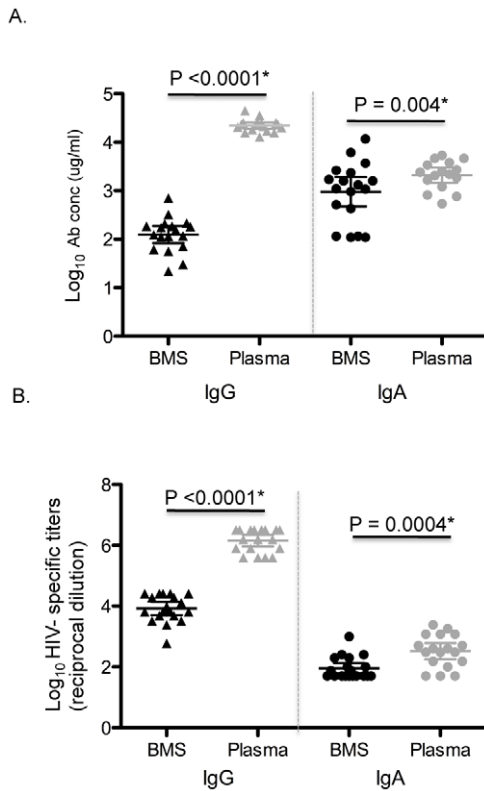 A.
P <0.0001*
P = 0.004*
Log10 Ab conc (ug/ml)
5
4
3
2
1
0
BMS Plasma BMS Plasma
IgG IgA
B.
P <0.0001*
P = 0.0004*
Log10 HIV- specific titers
(reciprocal dilution)
8
6
4
2
0
BMS Plasma BMS Plasma
IgG IgA